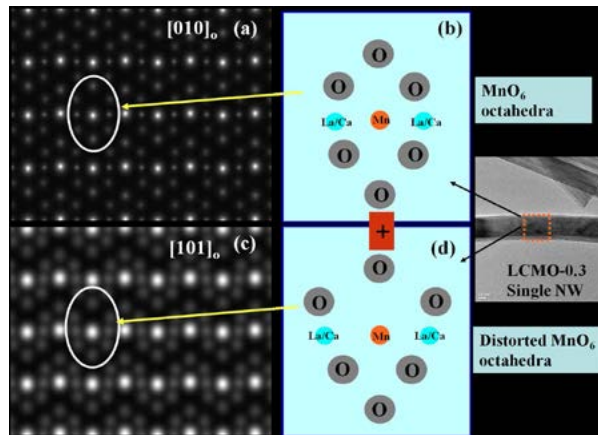 [010]o (a)
(b)
O
O O
La/Ca Mn La/Ca
O O
O
MnO6
octahedra
+
[101]o (c)
(d)
O
O O
La/Ca Mn La/Ca
O O
O
LCMO-0.3
Single NW
Distorted MnO6
octahedra